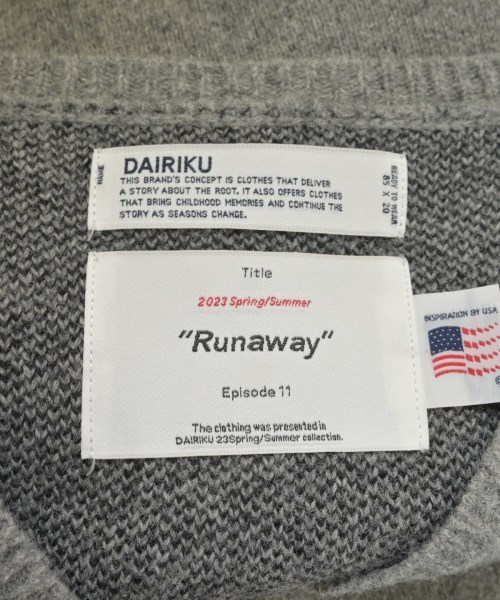 NAME
DAIRIKU
THIS BRAND'S CONCEPT IS CLOTHES THAT DELIVER
A STORY ABOUT THE ROOT. IT ALSO OFFERS CLOTHES
THAT BRING CHILDHOOD MEMORIES AND CONTINUE THE
STORY AS SEASONS CHANGE.
READY TO WEAR
85 X 20
Title
2023 Spring/Summer
"Runaway"
Episode 11
The clothing was presented in
DAIRIKU 23Spring/Summer collection.
INSPIRATION BY USA